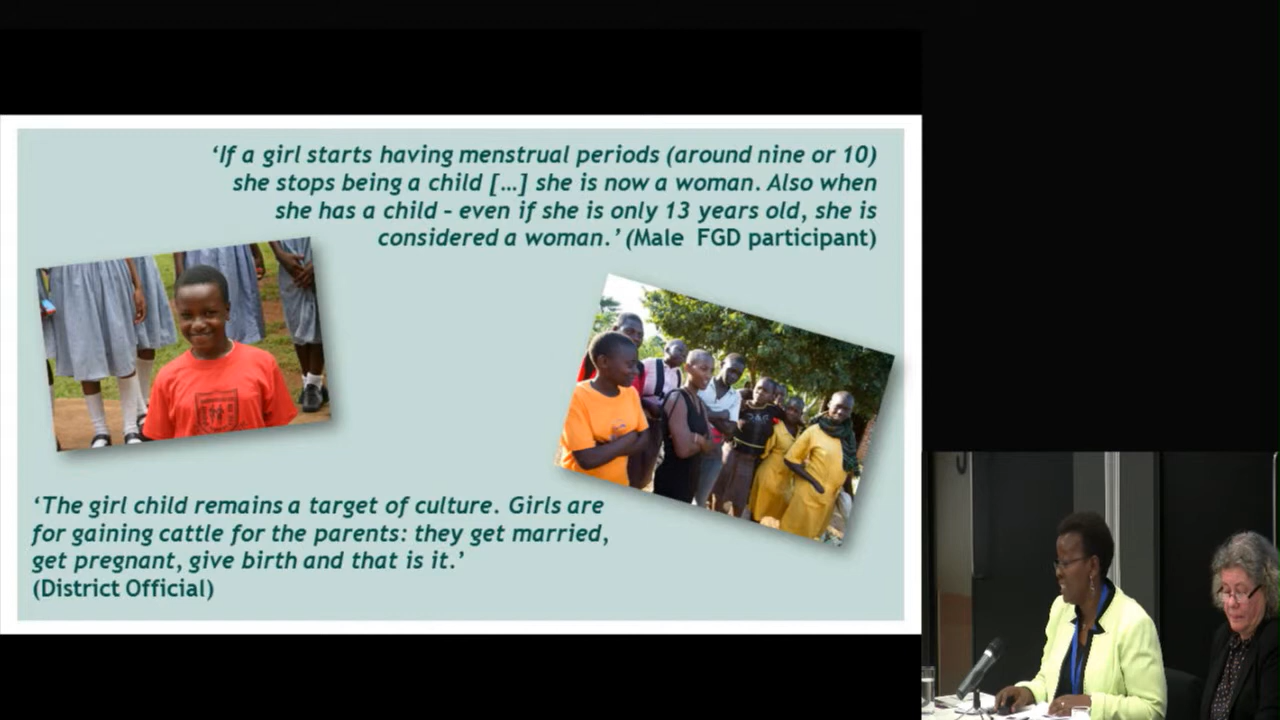 ‘If a girl starts having menstrual periods (around nine or 10)
she stops being a child [...] she is now a woman. Also when
she has a child – even if she is only 13 years old, she is
considered a woman.’ (Male FGD participant)
‘The girl child remains a target of culture. Girls are
for gaining cattle for the parents: they get married,
get pregnant, give birth and that is it.’
(District Official)